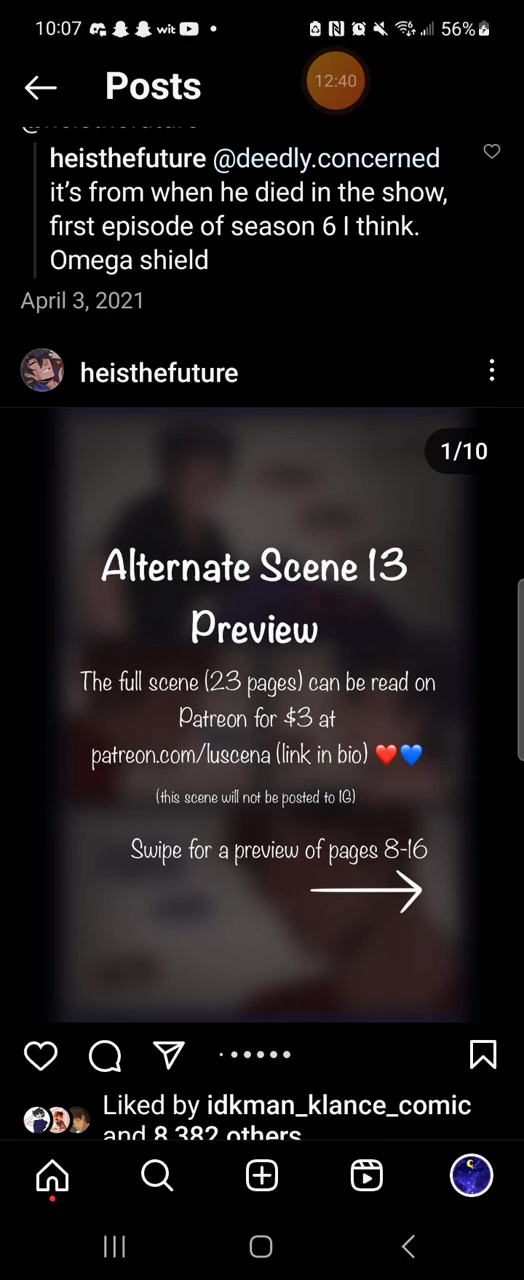 10:07 wit 56%
Posts
12:40
heisthefuture @deedly.concerned
it's from when he died in the show,
first episode of season 6 I think.
Omega shield
April 3, 2021
heisthefuture
1/10
Alternate Scene 13
Preview
The full scene (23 pages) can be read on
Patreon for $3 at
patreon.com/luscena (link in bio) ❤️💙
(this scene will not be posted to IG)
Swipe for a preview of pages 8-16
Liked by idkman_klance_comic
and 8,382 others